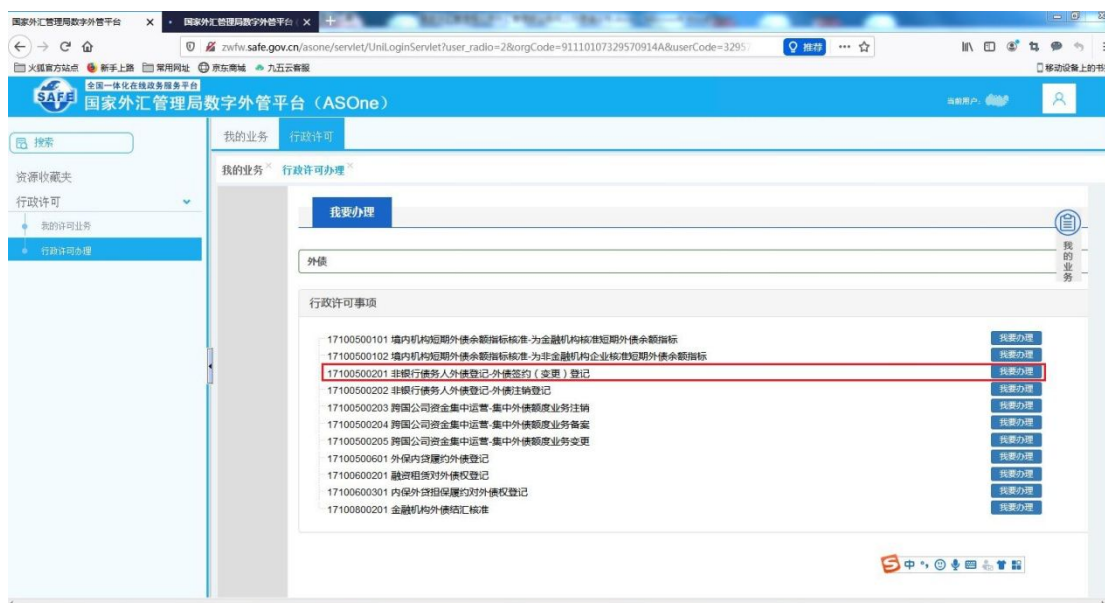 国家外汇管理局数字外管平台
国家外汇管理局数字外管平台（
zwfw.safe.gov.cn/asone/servlet/UniLoginServlet?user_radio=2&orgCode=91110107329570914A&userCode=3295
推荐
火狐官方站点 新手上路 常用网址 京东商城 九五云客服
移动设备上的书
SAFE
全国一体化在线政务服务平台
国家外汇管理局数字外管平台（ASOne）
当前用户：
搜索
资源收藏夹
行政许可
我的许可业务
行政许可办理
我的业务 行政许可
我的业务 行政许可办理
我要办理
我的业务
外债
行政许可事项
17100500101 境内机构短期外债余额指标核准-为金融机构核准短期外债余额指标 我要办理
17100500102 境内机构短期外债余额指标核准-为非金融机构企业核准短期外债余额指标 我要办理
17100500201 非银行债务人外债登记-外债签约（变更）登记 我要办理
17100500202 非银行债务人外债登记-外债注销登记 我要办理
17100500203 跨国公司资金集中运营-集中外债额度业务注销 我要办理
17100500204 跨国公司资金集中运营-集中外债额度业务备案 我要办理
17100500205 跨国公司资金集中运营-集中外债额度业务变更 我要办理
17100500601 外保内贷履约外债登记 我要办理
17100600201 融资租赁对外债权登记 我要办理
17100600301 内保外贷担保履约对外债权登记 我要办理
17100800201 金融机构外债结汇核准 我要办理
中